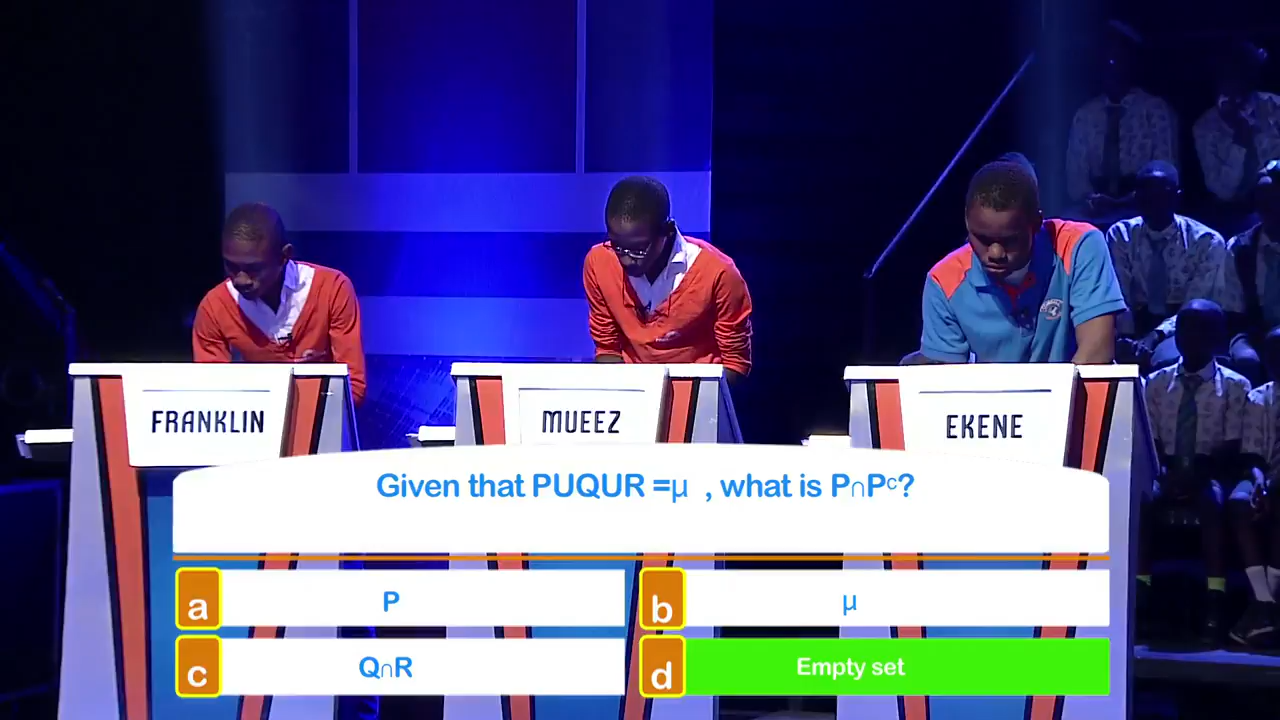 FRANKLIN
MUEEZ
EKENE
Given that PUQUR =μ , what is P∩Pᶜ?
a P
b μ
c Q∩R
d Empty set